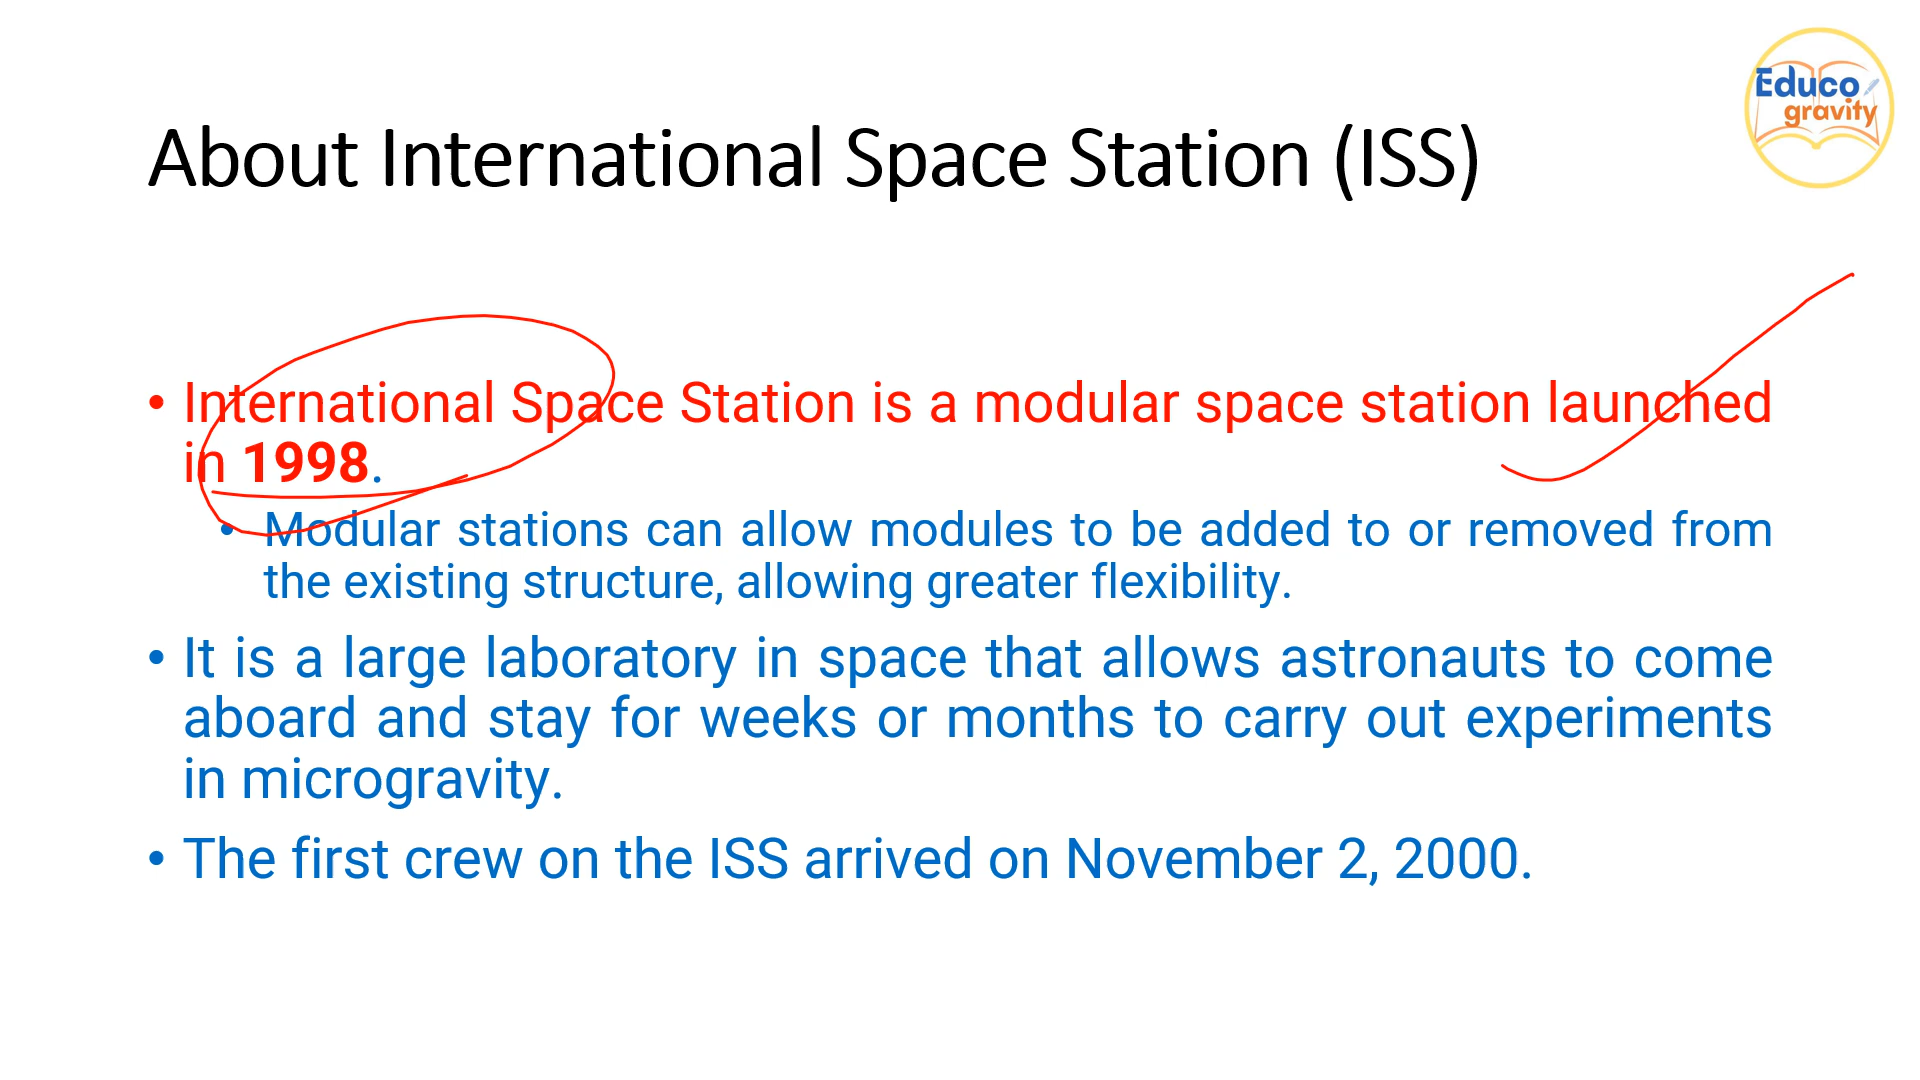 Educo
gravity
About International Space Station (ISS)
• International Space Station is a modular space station launched
in 1998.
• Modular stations can allow modules to be added to or removed from
the existing structure, allowing greater flexibility.
• It is a large laboratory in space that allows astronauts to come
aboard and stay for weeks or months to carry out experiments
in microgravity.
• The first crew on the ISS arrived on November 2, 2000.